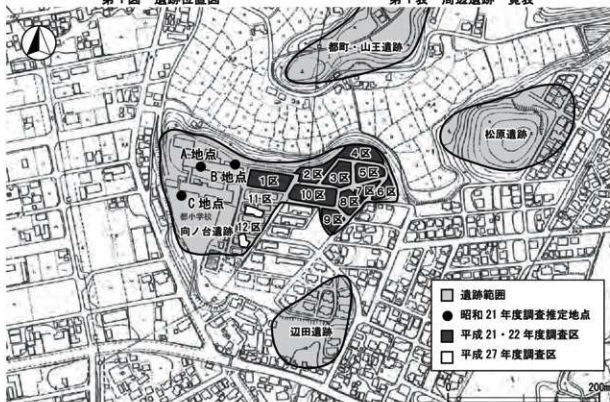 第1図 遺跡位置図
第1表 周辺遺跡一覧表
都町・山王遺跡
松原遺跡
A地点
B地点
C地点
都小学校
向ノ台遺跡
1区
2区
3区
4区
5区
6区
7区
8区
9区
10区
11区
12区
辺田遺跡
遺跡範囲
昭和21年度調査推定地点
平成21・22年度調査区
平成27年度調査区
200m